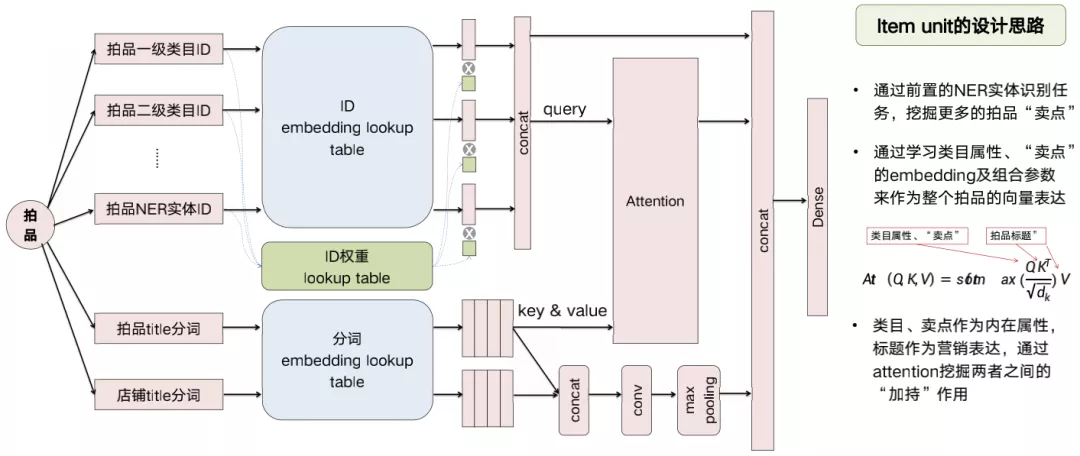 拍品一级类目ID
拍品二级类目ID
......
拍品NER实体ID
拍
品
拍品title分词
店铺title分词
ID
embedding lookup
table
ID权重
lookup table
分词
embedding lookup
table
concat
query
key & value
Attention
concat
conv
max
pooling
concat
Dense
Item unit的设计思路
• 通过前置的NER实体识别任
务，挖掘更多的拍品“卖点”
• 通过学习类目属性、“卖点”
的embedding及组合参数
来作为整个拍品的向量表达
类目属性、“卖点”
拍品标题”
• 类目、卖点作为内在属性，
标题作为营销表达，通过
attention挖掘两者之间的
“加持”作用